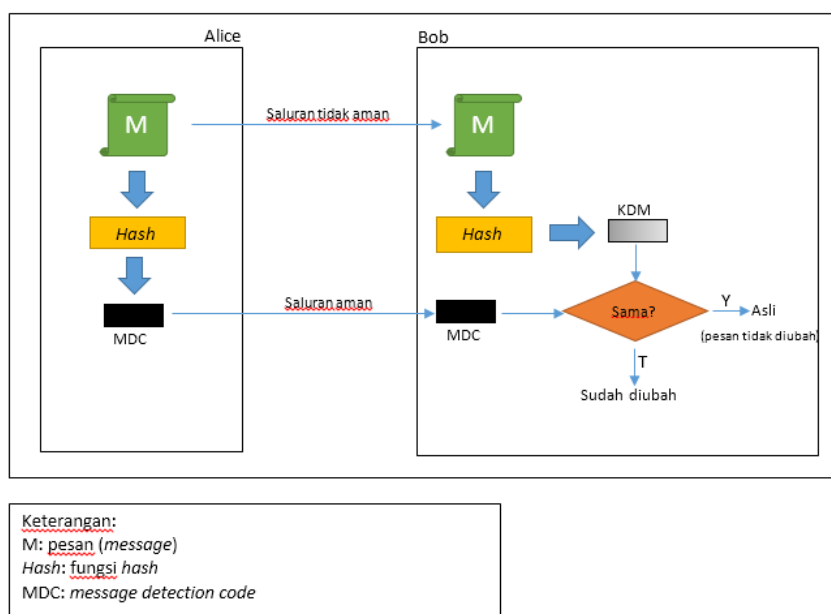 Alice
Bob
M
Saluran tidak aman
M
Hash
Hash
KDM
MDC
Saluran aman
MDC
Sama?
Y
Asli
(pesan tidak diubah)
T
Sudah diubah
Keterangan:
M: pesan (message)
Hash: fungsi hash
MDC: message detection code